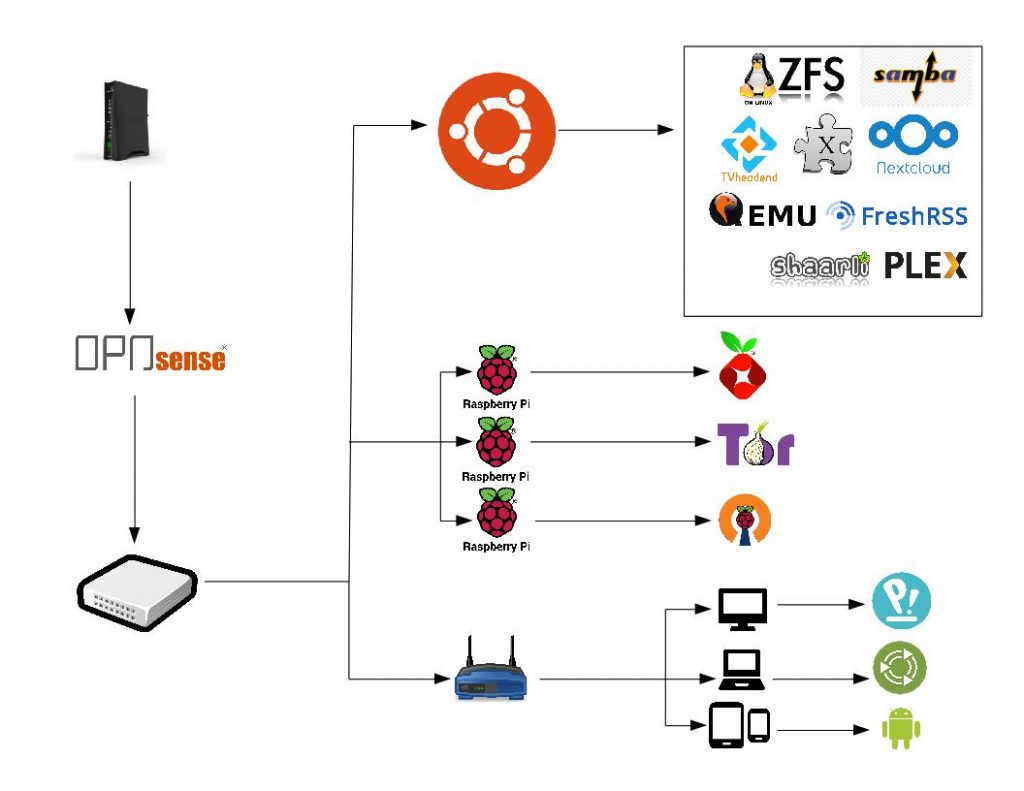 ZFS
ON LINUX
samba
TVheadend
X
Nextcloud
QEMU
FreshRSS
shaarli
PLEX
OPNsense
Raspberry Pi
Raspberry Pi
Tor
Raspberry Pi
P!